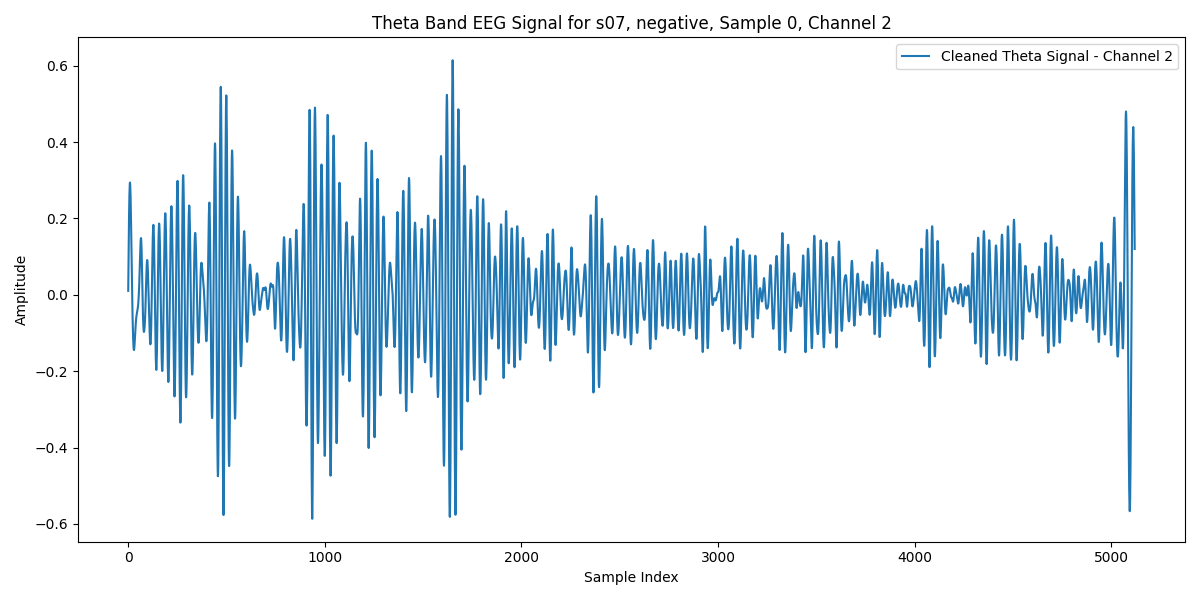 Theta Band EEG Signal for s07, negative, Sample 0, Channel 2
Cleaned Theta Signal - Channel 2
Amplitude
0.6
0.4
0.2
0.0
−0.2
−0.4
−0.6
0 1000 2000 3000 4000 5000
Sample Index